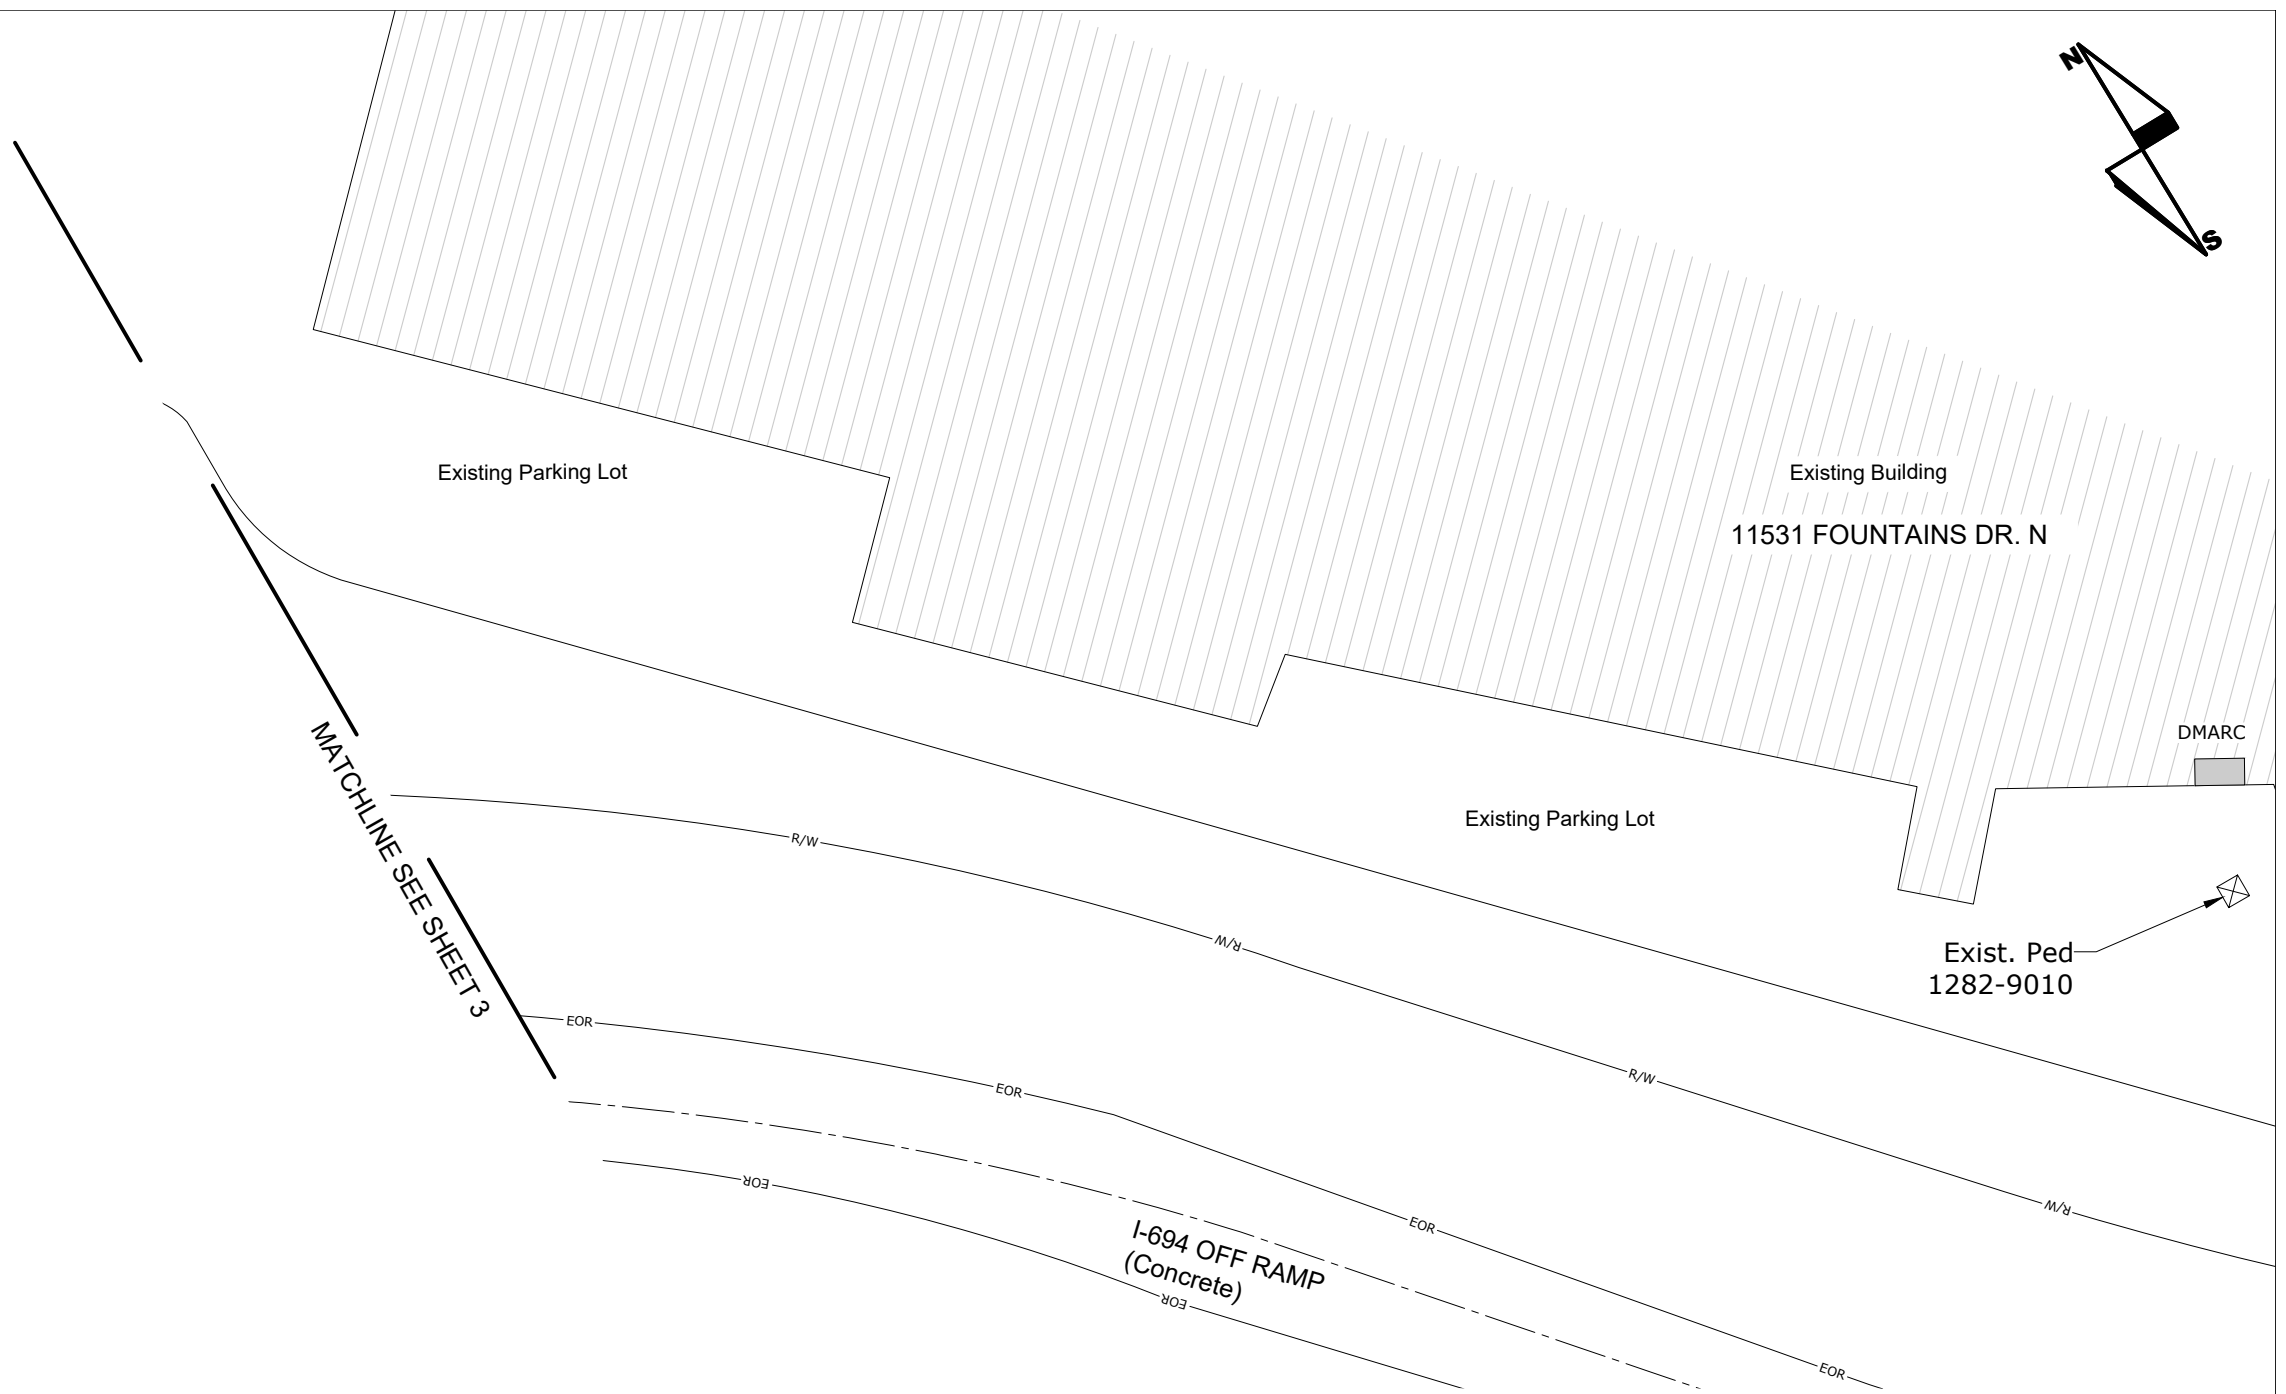 N
S
Existing Parking Lot
Existing Building
11531 FOUNTAINS DR. N
DMARC
MATCHLINE SEE SHEET 3
R/W
Existing Parking Lot
R/W
Exist. Ped
1282-9010
EOR
EOR
R/W
EOR
R/W
EOR
I-694 OFF RAMP
(Concrete)
EOR
EOR